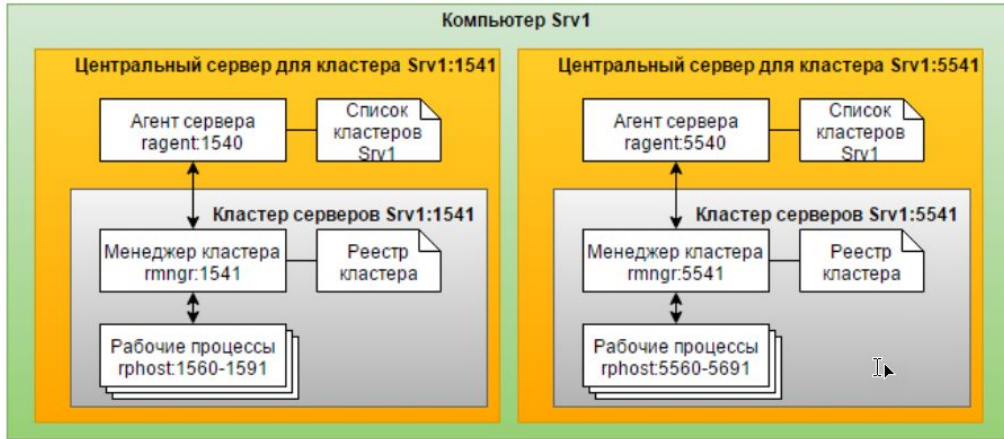 Компьютер Srv1
Центральный сервер для кластера Srv1:1541
Агент сервера
ragent:1540
Список
кластеров
Srv1
Кластер серверов Srv1:1541
Менеджер кластера
rmngr:1541
Реестр
кластера
Рабочие процессы
rphost:1560-1591
Центральный сервер для кластера Srv1:5541
Агент сервера
ragent:5540
Список
кластеров
Srv1
Кластер серверов Srv1:5541
Менеджер кластера
rmngr:5541
Реестр
кластера
Рабочие процессы
rphost:5560-5691